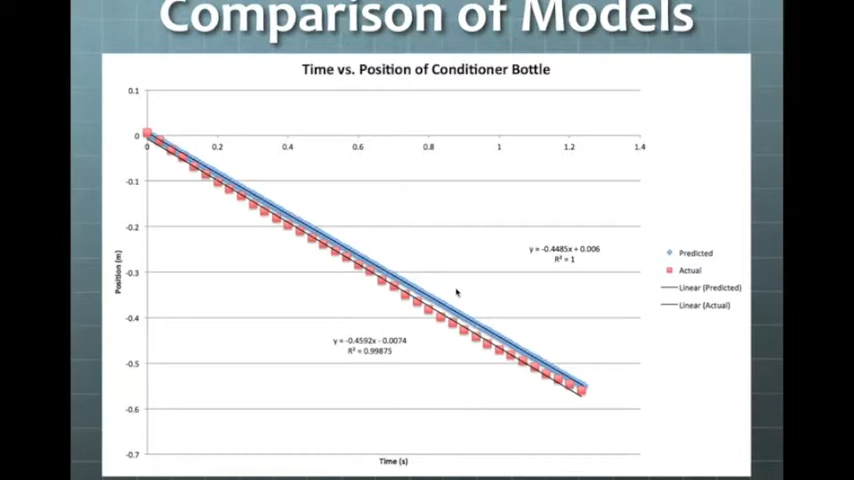 Comparison of Models
Time vs. Position of Conditioner Bottle
0.1
0
0 0.2 0.4 0.6 0.8 1 1.2 1.4
-0.1
-0.2
-0.3
-0.4
-0.5
-0.6
-0.7
Position (m)
Time (s)
y = -0.4485x + 0.006
R² = 1
y = -0.4592x - 0.0074
R² = 0.99875
Predicted
Actual
Linear (Predicted)
Linear (Actual)